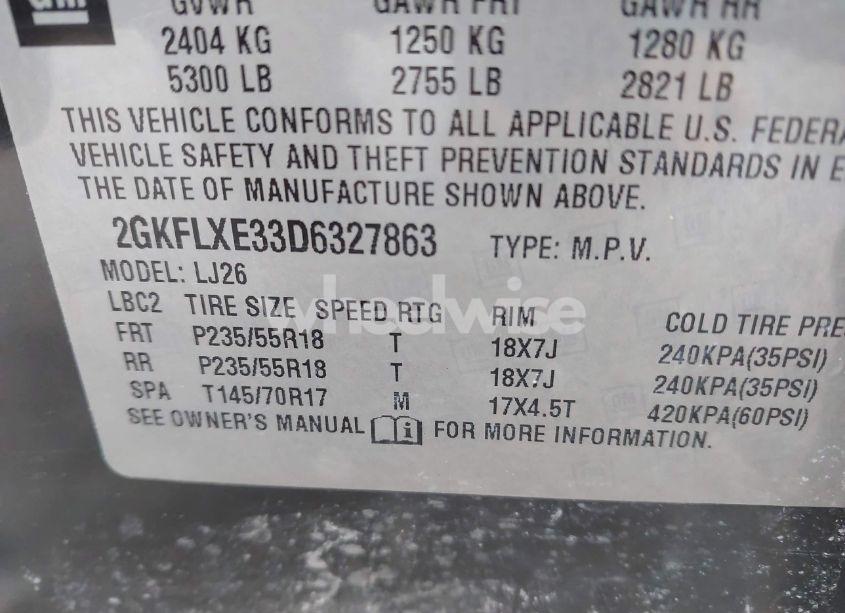 GM
GVWR GAWR FRT GAWR RR
2404 KG 1250 KG 1280 KG
5300 LB 2755 LB 2821 LB
THIS VEHICLE CONFORMS TO ALL APPLICABLE U.S. FEDERA
VEHICLE SAFETY AND THEFT PREVENTION STANDARDS IN E
THE DATE OF MANUFACTURE SHOWN ABOVE.
2GKFLXE33D6327863 TYPE: M.P.V.
MODEL: LJ26
wheelwise
LBC2 TIRE SIZE SPEED RTG RIM COLD TIRE PRE
FRT P235/55R18 T 18X7J 240KPA(35PSI)
RR P235/55R18 T 18X7J 240KPA(35PSI)
SPA T145/70R17 M 17X4.5T 420KPA(60PSI)
SEE OWNER'S MANUAL i FOR MORE INFORMATION.